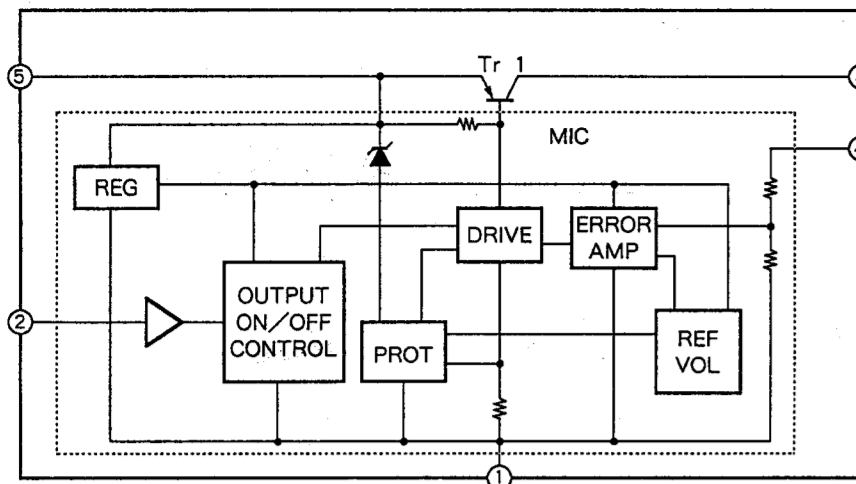 5
Tr 1
MIC
REG
DRIVE
ERROR
AMP
2
OUTPUT
ON/OFF
CONTROL
PROT
REF
VOL
1